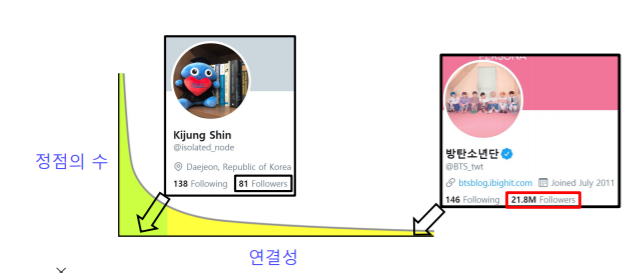 PERSONA
Kijung Shin
@isolated_node
Daejeon, Republic of Korea
138 Following 81 Followers
방탄소년단
@BTS_twt
btsblog.ibighit.com Joined July 2011
146 Following 21.8M Followers
정점의 수
연결성